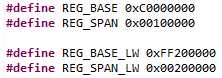 #define REG_BASE 0xC0000000
#define REG_SPAN 0x00100000
#define REG_BASE_LW 0xFF200000
#define REG_SPAN_LW 0x00200000